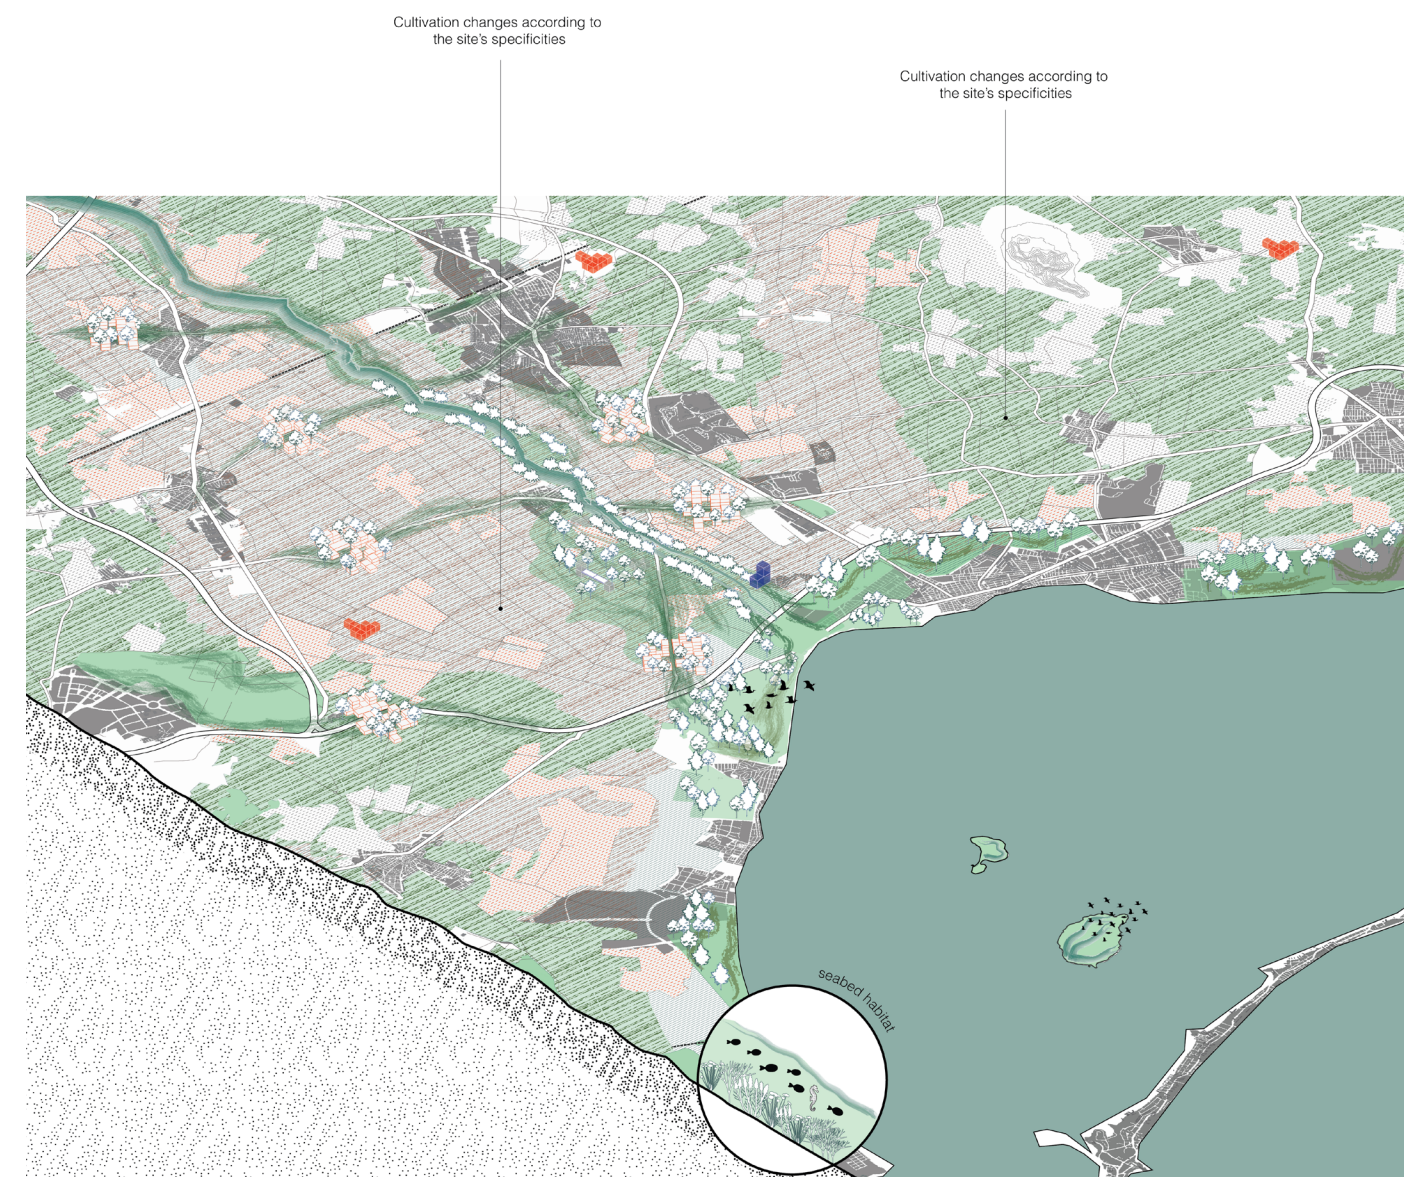 Cultivation changes according to
the site's specificities
Cultivation changes according to
the site's specificities
seabed habitat